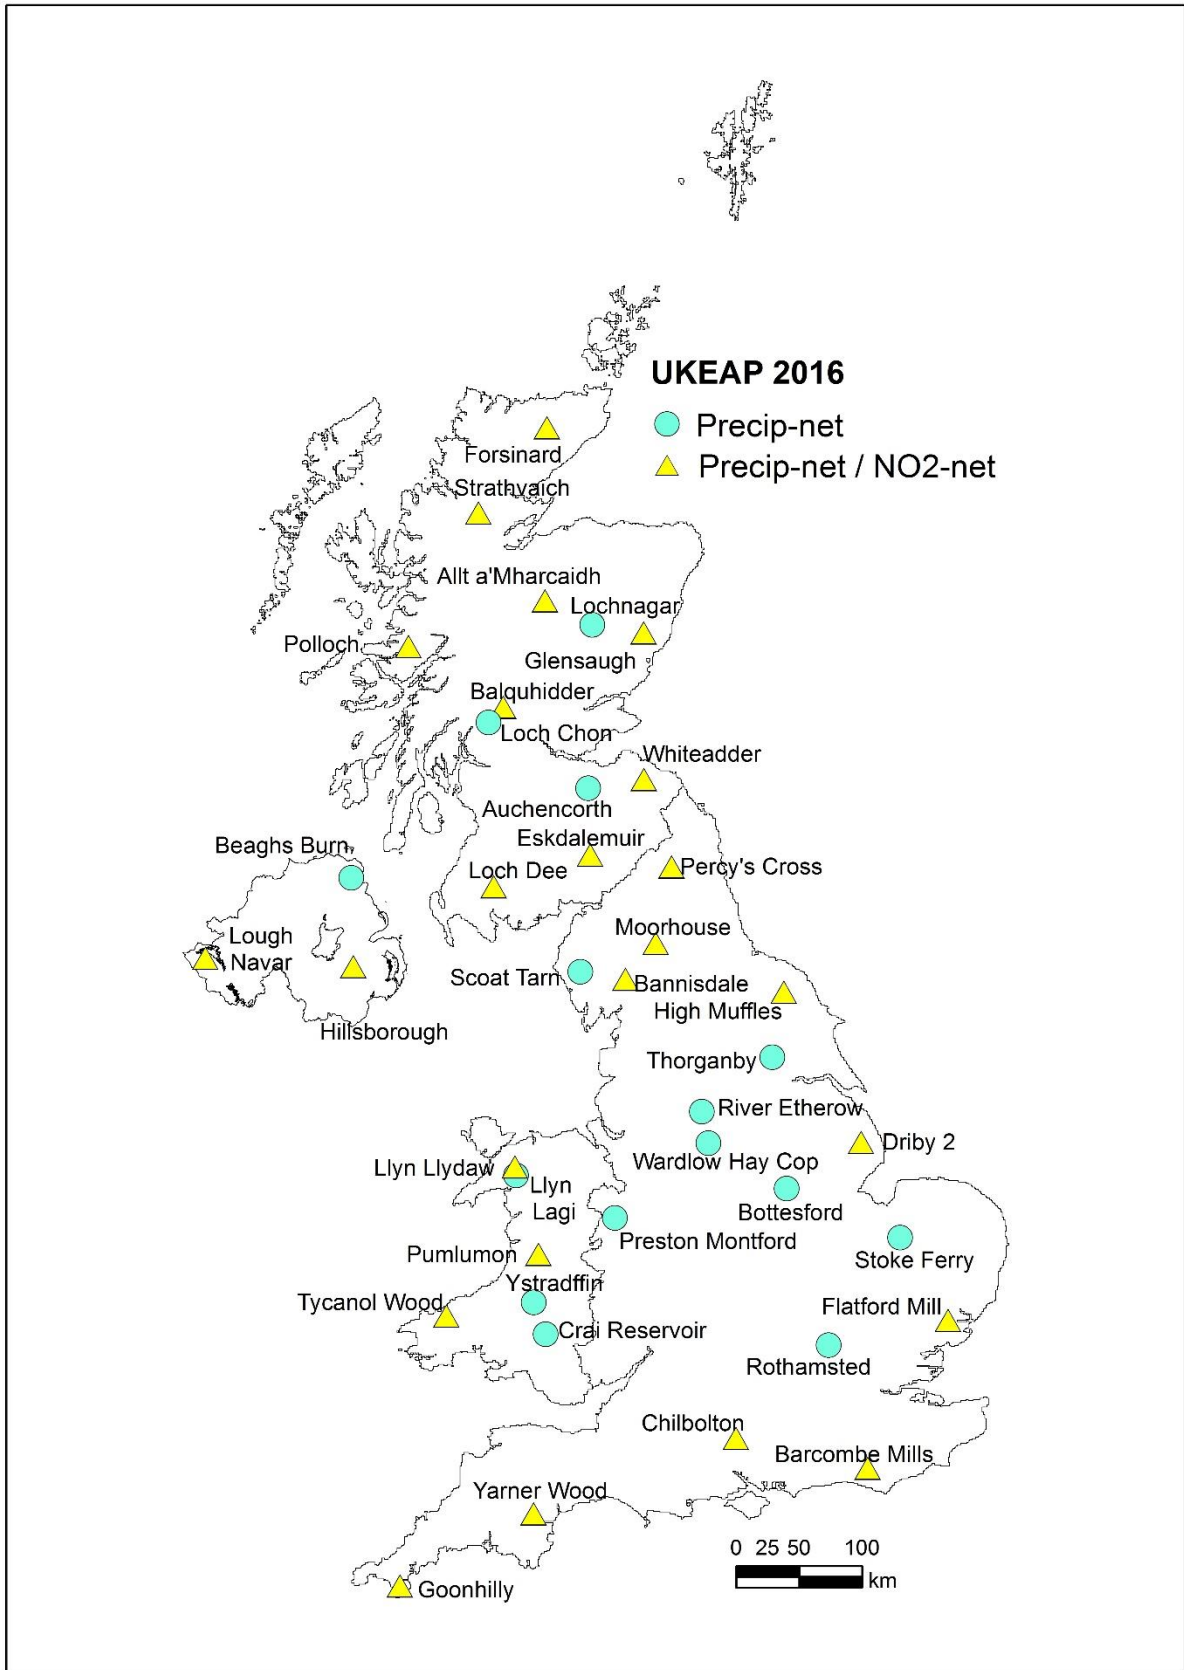 UKEAP 2016
Precip-net
Precip-net / NO2-net
Forsinard
Strathvaich
Allt a'Mharcaidh
Lochnagar
Polloch
Glensaugh
Balquhidder
Loch Chon
Whiteadder
Auchencorth
Eskdalemuir
Beaghs Burn
Loch Dee
Percy's Cross
Moorhouse
Lough
Navar
Scoat Tarn
Bannisdale
High Muffles
Hillsborough
Thorganby
River Etherow
Driby 2
Wardlow Hay Cop
Llyn Llydaw
Llyn
Lagi
Bottesford
Preston Montford
Pumlumon
Stoke Ferry
Ystradffin
Tycanol Wood
Flatford Mill
Crai Reservoir
Rothamsted
Chilbolton
Barcombe Mills
Yarner Wood
0 25 50 100
km
Goonhilly